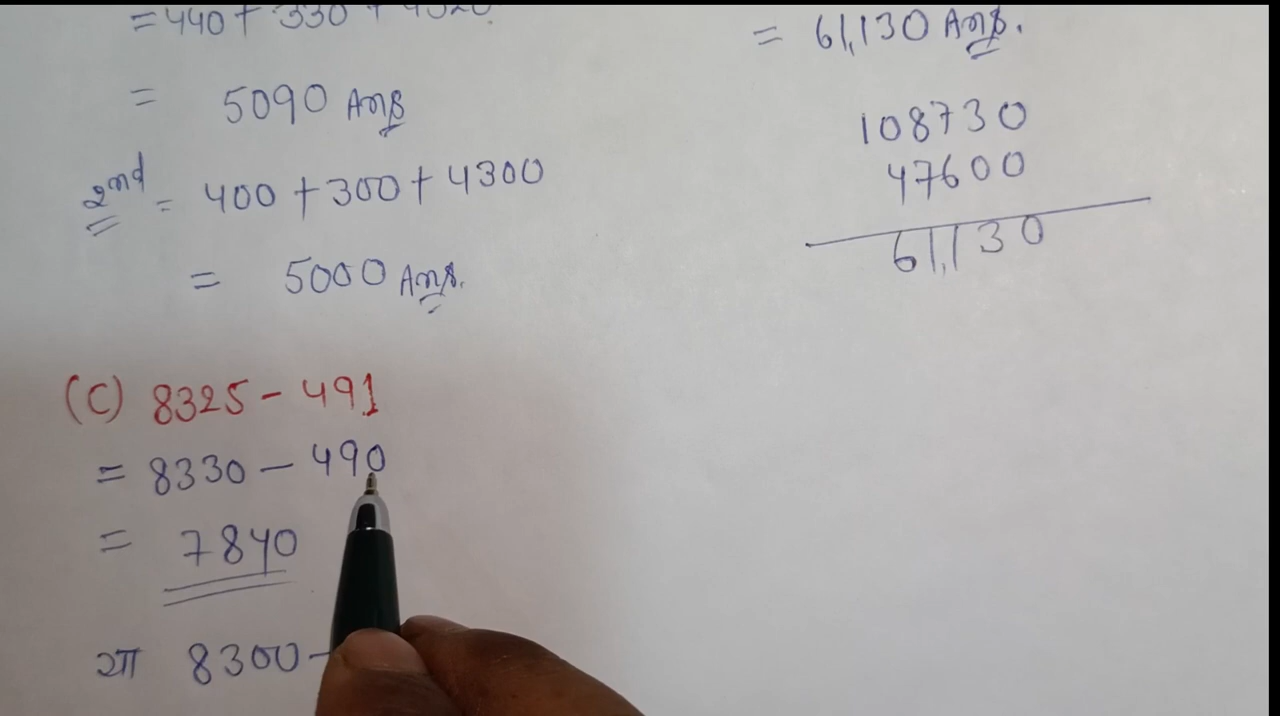 = 440 + 330 +
= 5090 Ans
2nd = 400 + 300 + 4300
= 5000 Ans.
(C) 8325 - 491
= 8330 - 490
= 7840
या 8300 -
= 61,130 Ans.
108730
47600
61,130